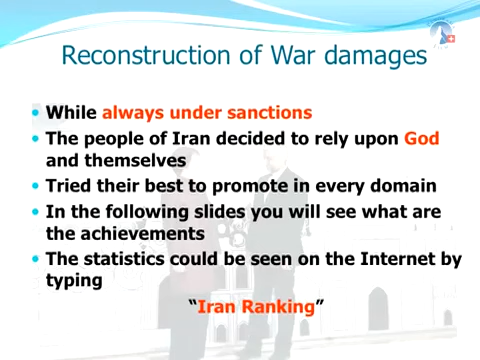 Reconstruction of War damages
While always under sanctions
The people of Iran decided to rely upon God
and themselves
Tried their best to promote in every domain
In the following slides you will see what are
the achievements
The statistics could be seen on the Internet by
typing
“Iran Ranking”